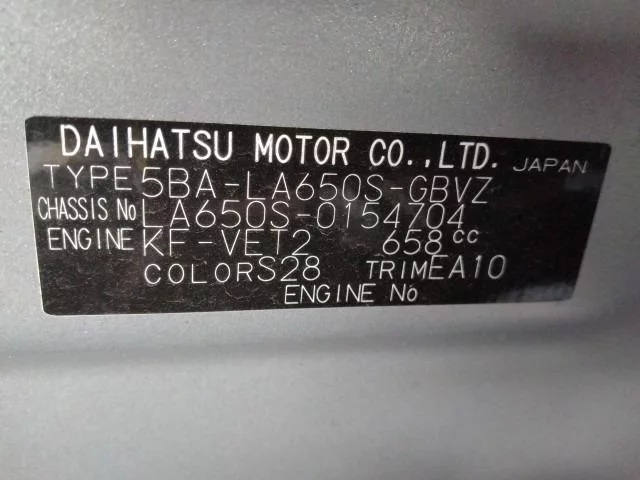 DAIHATSU MOTOR CO.,LTD. JAPAN
TYPE 5BA-LA650S-GBVZ
CHASSIS No LA650S-0154704
ENGINE KF-VET2 658cc
COLOR S28 TRIM EA10
ENGINE No